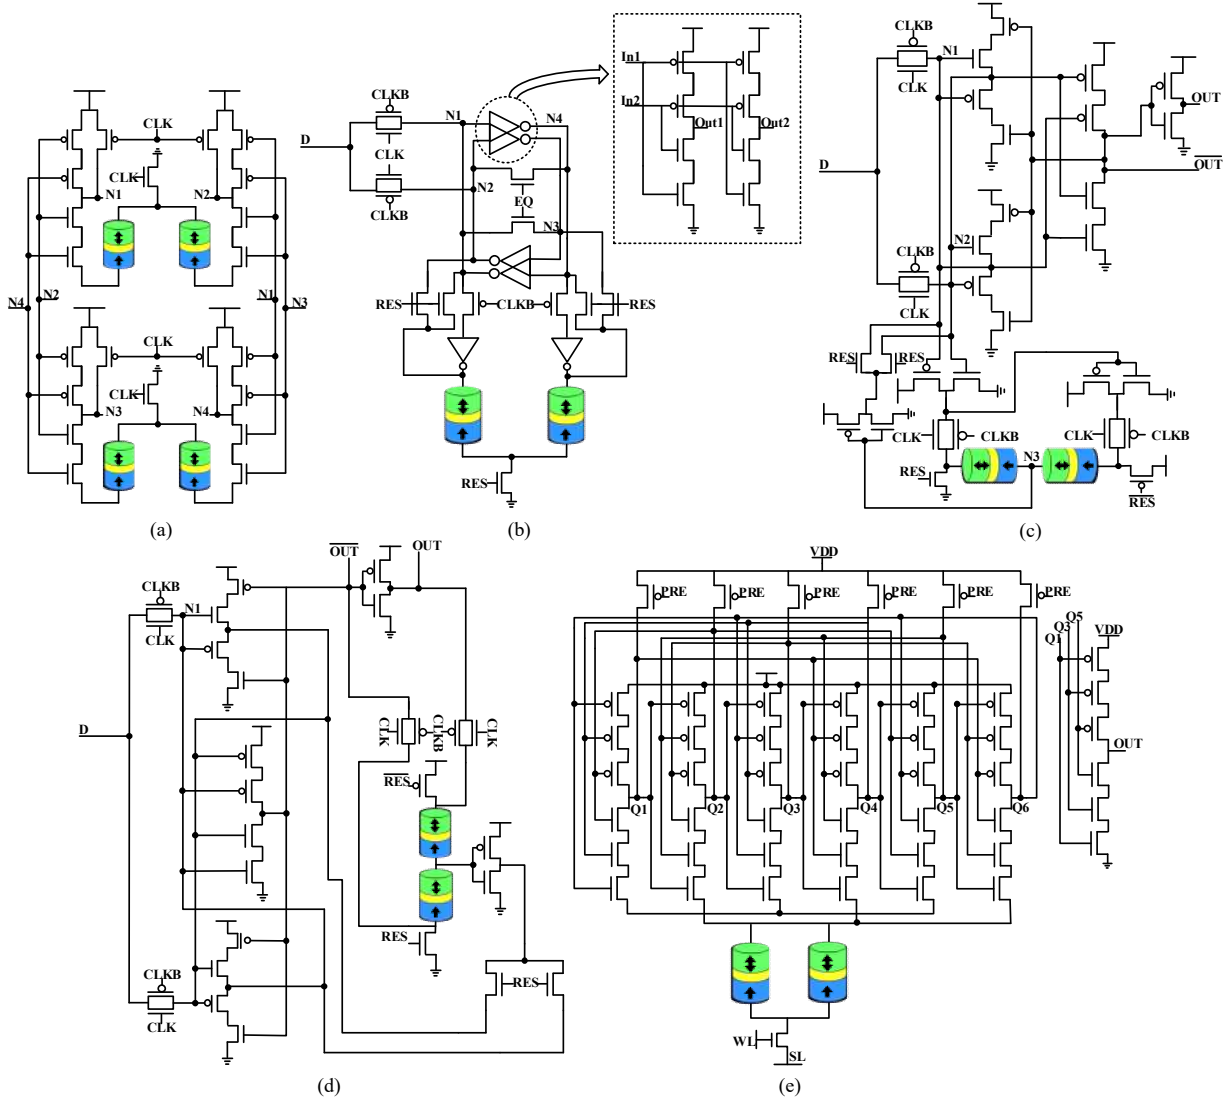 CLK
CLK
N1
N2
N4
N2
N1
N3
CLK
CLK
N3
N4
(a)
D
CLKB
CLK
CLKB
N1
N4
N2
EQ
N3
RES
CLKB
RES
RES
In1
In2
Out1
Out2
(b)
D
CLKB
CLK
N1
CLKB
CLK
N2
OUT
OUT
RES
RES
CLK
CLKB
RES
N3
CLK
CLKB
RES
(c)
D
CLKB
CLK
N1
OUT
OUT
CLK
CLKB
CLK
RES
RES
RES
CLKB
CLK
(d)
VDD
PRE
PRE
PRE
PRE
PRE
PRE
Q1
Q2
Q3
Q4
Q5
Q6
Q1
Q3
Q5
VDD
OUT
WL
SL
(e)